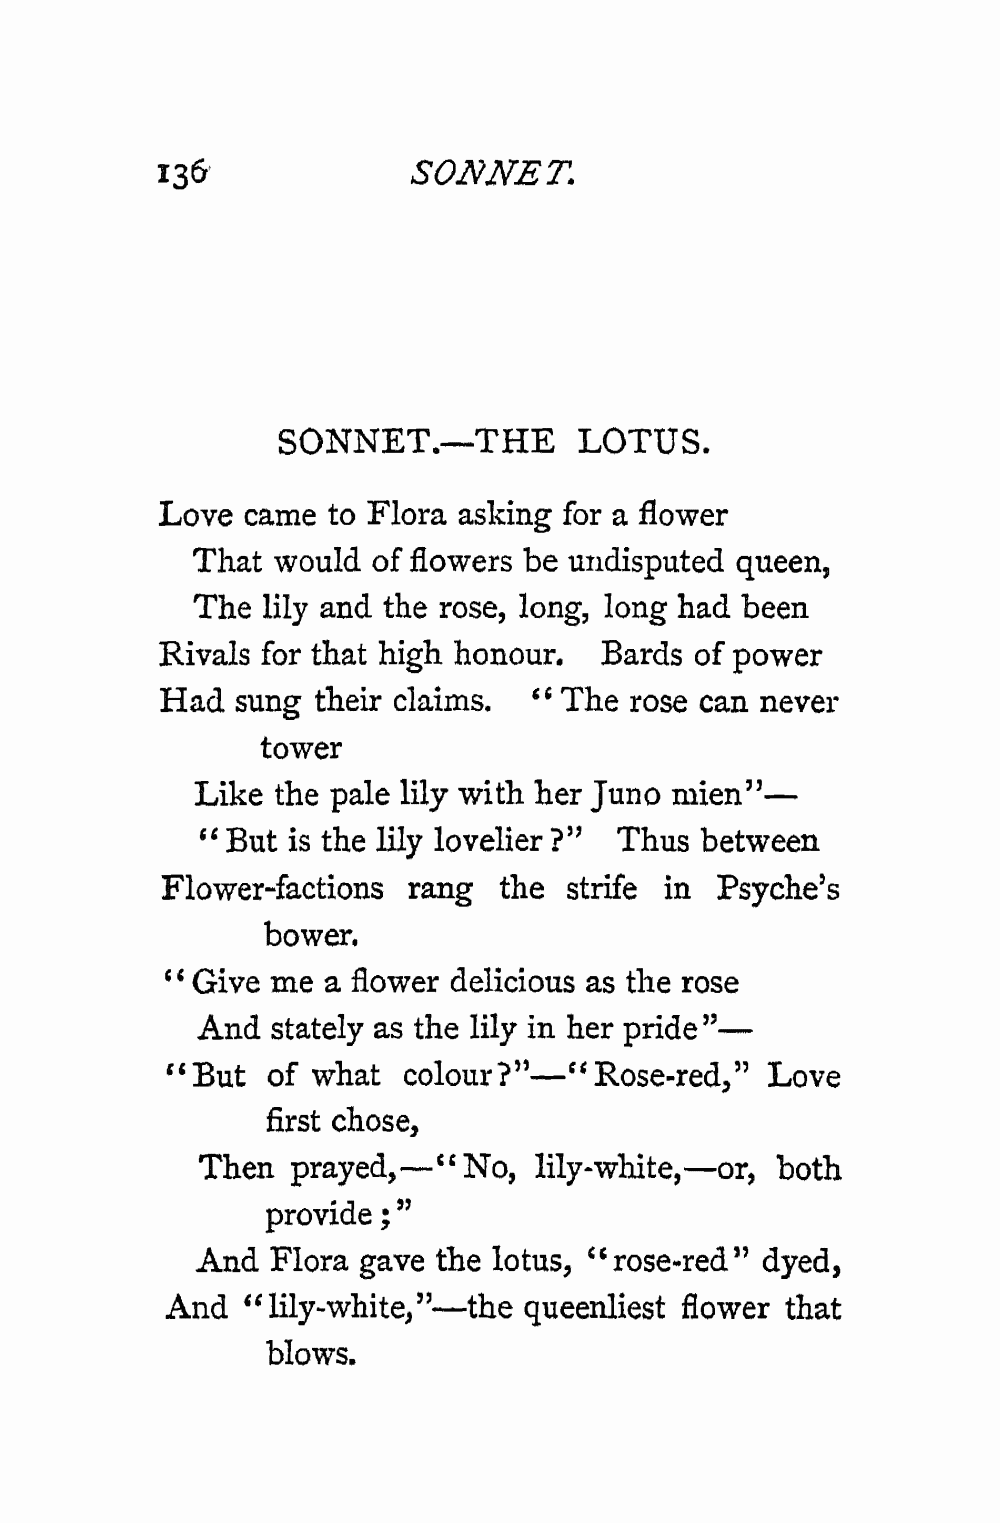 136 SONNET.
SONNET.—THE LOTUS.
Love came to Flora asking for a flower
That would of flowers be undisputed queen,
The lily and the rose, long, long had been
Rivals for that high honour. Bards of power
Had sung their claims. “The rose can never
tower
Like the pale lily with her Juno mien”—
“But is the lily lovelier?” Thus between
Flower-factions rang the strife in Psyche’s
bower.
“Give me a flower delicious as the rose
And stately as the lily in her pride”—
“But of what colour?”—“Rose-red,” Love
first chose,
Then prayed,—“No, lily-white,—or, both
provide;”
And Flora gave the lotus, “rose-red” dyed,
And “lily-white,”—the queenliest flower that
blows.